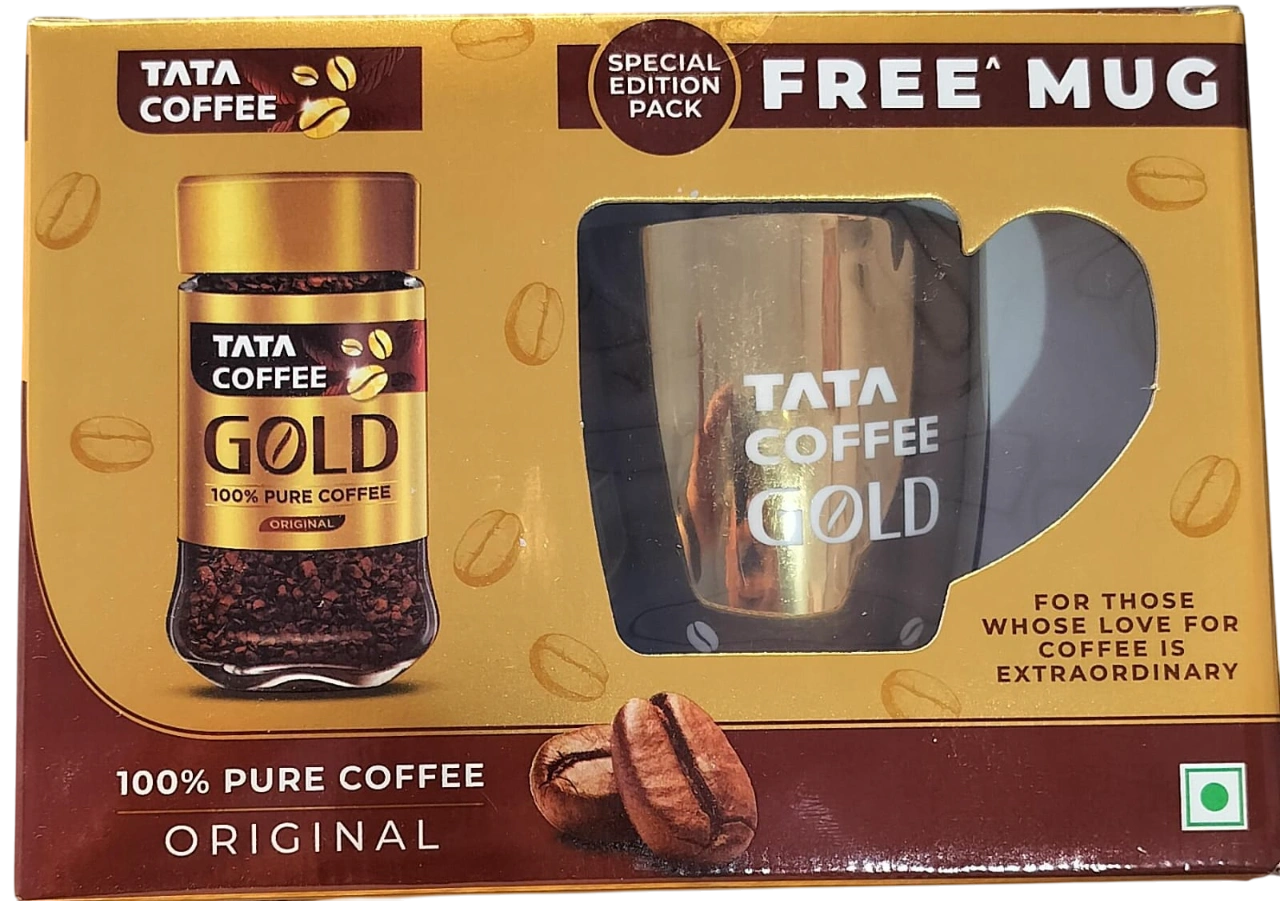 TATA
COFFEE
SPECIAL
EDITION
PACK
FREE^ MUG
TATA
COFFEE
GOLD
100% PURE COFFEE
ORIGINAL
TATA
COFFEE
GOLD
FOR THOSE
WHOSE LOVE FOR
COFFEE IS
EXTRAORDINARY
100% PURE COFFEE
ORIGINAL